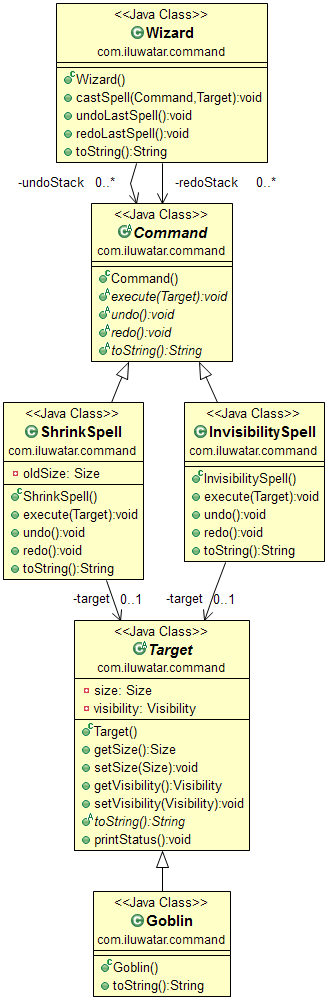 <<Java Class>>
Wizard
com.iluwatar.command
Wizard()
castSpell(Command,Target):void
undoLastSpell():void
redoLastSpell():void
toString():String
-undoStack 0..* -redoStack 0..*
<<Java Class>>
Command
com.iluwatar.command
Command()
execute(Target):void
undo():void
redo():void
toString():String
<<Java Class>>
ShrinkSpell
com.iluwatar.command
oldSize: Size
ShrinkSpell()
execute(Target):void
undo():void
redo():void
toString():String
<<Java Class>>
InvisibilitySpell
com.iluwatar.command
InvisibilitySpell()
execute(Target):void
undo():void
redo():void
toString():String
-target 0..1 -target 0..1
<<Java Class>>
Target
com.iluwatar.command
size: Size
visibility: Visibility
Target()
getSize():Size
setSize(Size):void
getVisibility():Visibility
setVisibility(Visibility):void
toString():String
printStatus():void
<<Java Class>>
Goblin
com.iluwatar.command
Goblin()
toString():String